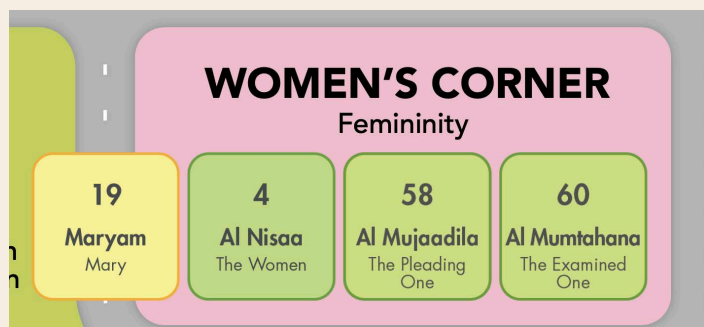 WOMEN'S CORNER
Femininity
19
Maryam
Mary
4
Al Nisaa
The Women
58
Al Mujaadila
The Pleading
One
60
Al Mumtahana
The Examined
One